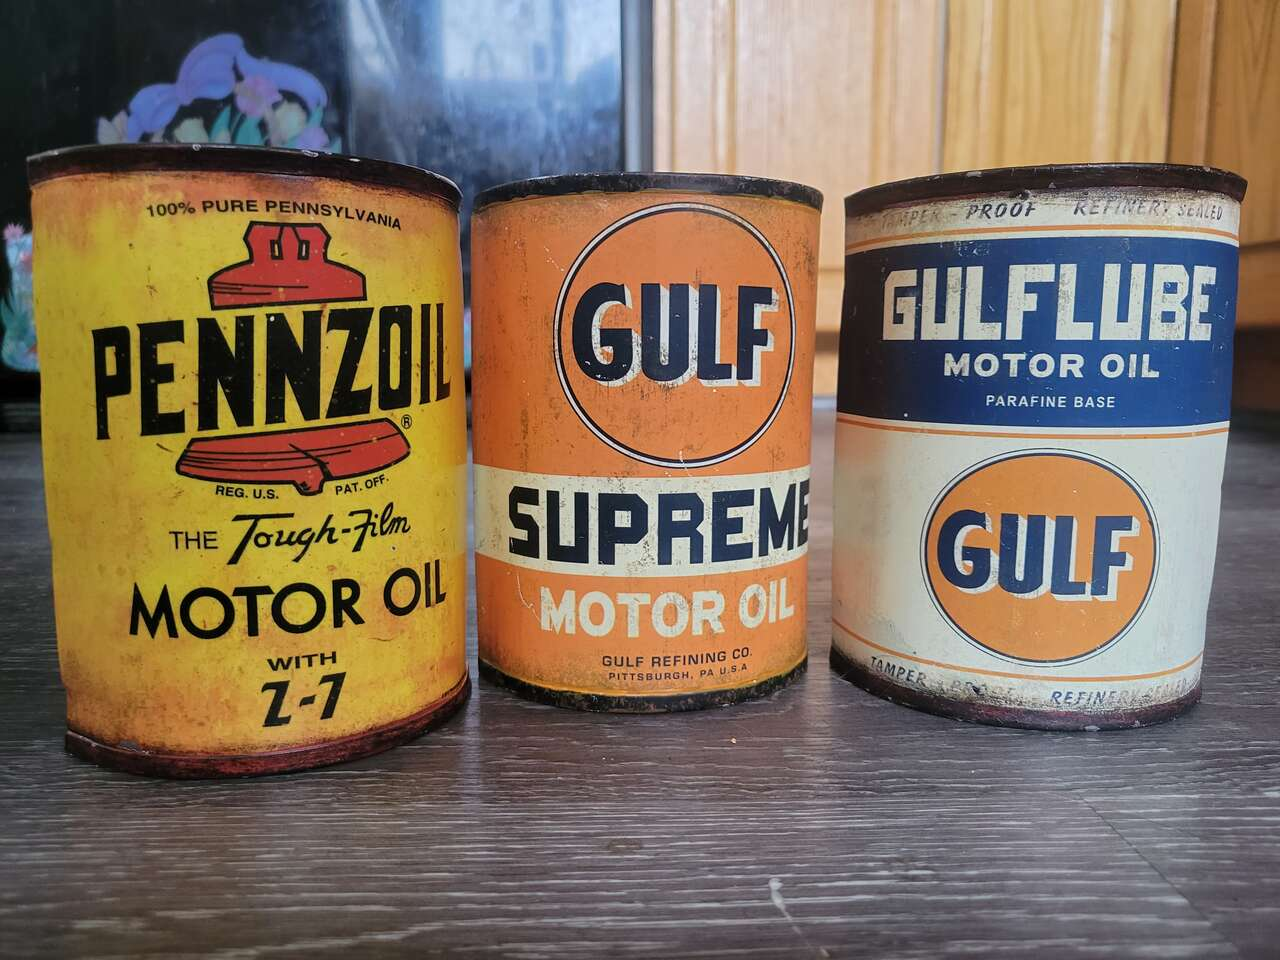 100% PURE PENNSYLVANIA
PENNZOIL
®
REG. U.S. PAT. OFF.
THE Tough-Film
MOTOR OIL
WITH
Z-7
GULF
SUPREME
MOTOR OIL
GULF REFINING CO.
PITTSBURGH, PA U.S.A
TAMPER-PROOF REFINERY SEALED
GULFLUBE
MOTOR OIL
PARAFINE BASE
GULF
TAMPER-PROOF REFINERY SEALED